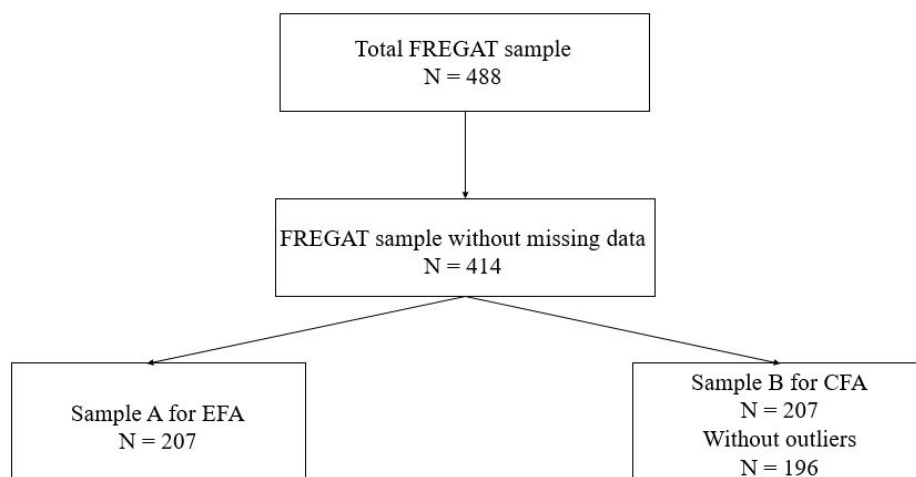 Total FREGAT sample
N = 488
FREGAT sample without missing data
N = 414
Sample A for EFA
N = 207
Sample B for CFA
N = 207
Without outliers
N = 196